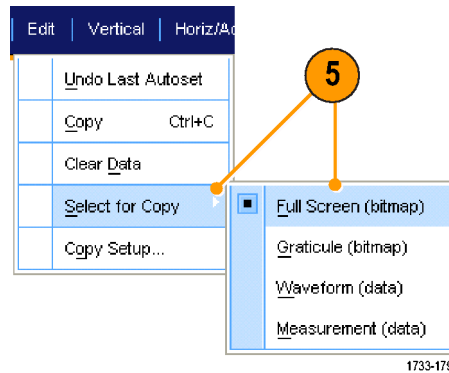 Edit | Vertical | Horiz/Ac
Undo Last Autoset
5
Copy Ctrl+C
Clear Data
Select for Copy
Full Screen (bitmap)
Graticule (bitmap)
Copy Setup...
Waveform (data)
Measurement (data)
1733-179